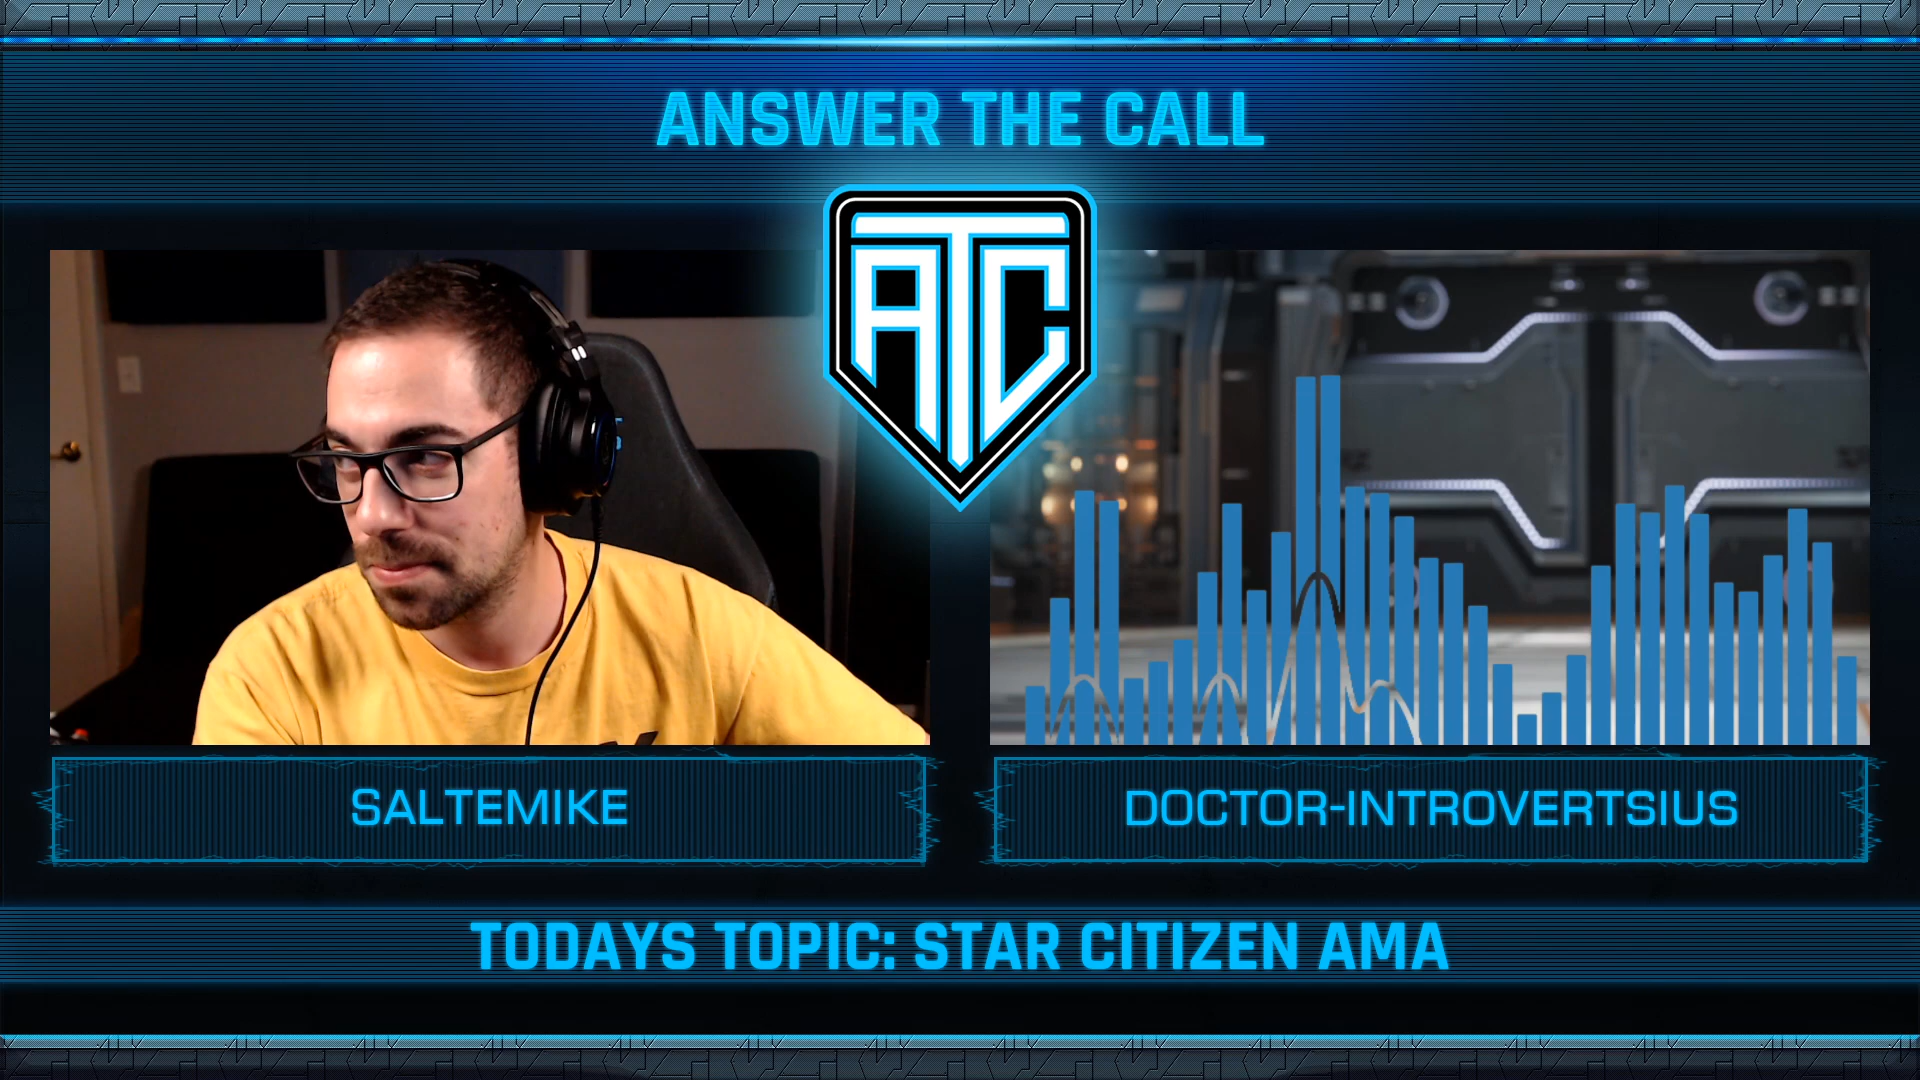 ANSWER THE CALL
ATC
SALTEMIKE
DOCTOR-INTROVERTSIUS
TODAYS TOPIC: STAR CITIZEN AMA